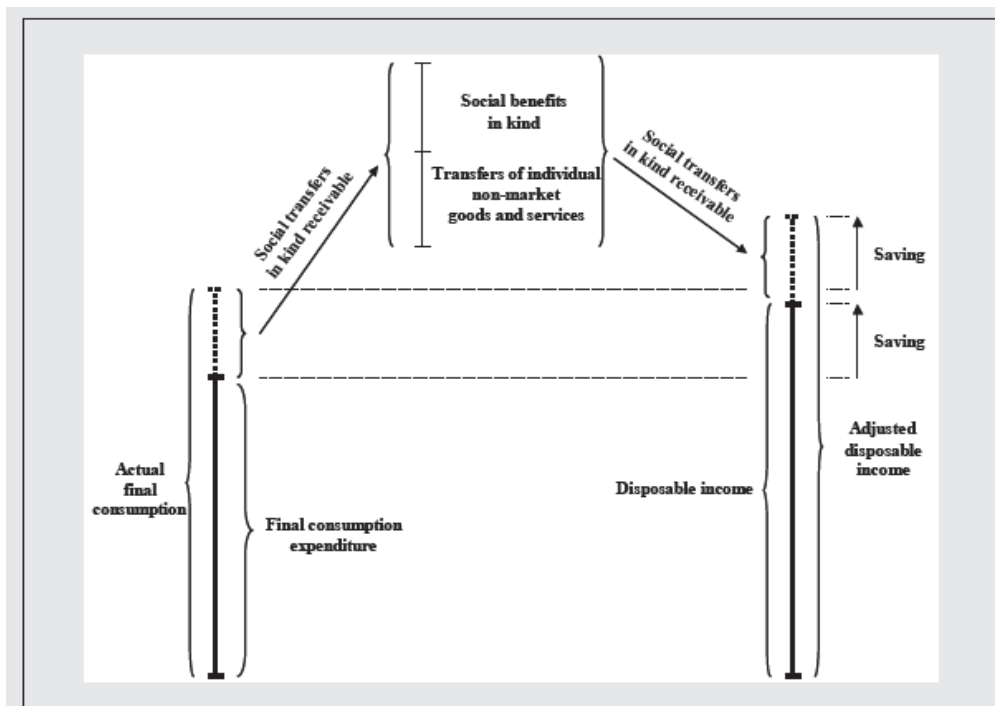 Social benefits
in kind
Transfers of individual
non-market
goods and services
Social transfers
in kind receivable
Social transfers
in kind receivable
Saving
Saving
Actual
final
consumption
Final consumption
expenditure
Disposable income
Adjusted
disposable
income